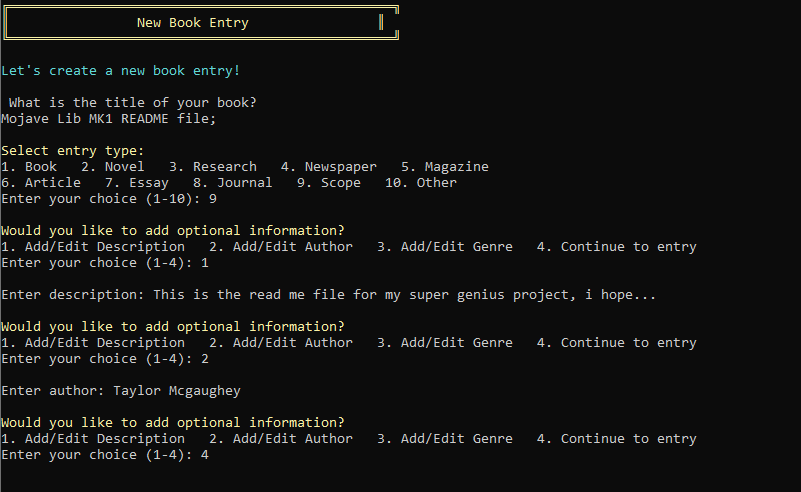 New Book Entry
Let's create a new book entry!
What is the title of your book?
Mojave Lib MK1 README file;
Select entry type:
1. Book   2. Novel   3. Research   4. Newspaper   5. Magazine
6. Article   7. Essay   8. Journal   9. Scope   10. Other
Enter your choice (1-10): 9
Would you like to add optional information?
1. Add/Edit Description   2. Add/Edit Author   3. Add/Edit Genre   4. Continue to entry
Enter your choice (1-4): 1
Enter description: This is the read me file for my super genius project, i hope...
Would you like to add optional information?
1. Add/Edit Description   2. Add/Edit Author   3. Add/Edit Genre   4. Continue to entry
Enter your choice (1-4): 2
Enter author: Taylor Mcgaughey
Would you like to add optional information?
1. Add/Edit Description   2. Add/Edit Author   3. Add/Edit Genre   4. Continue to entry
Enter your choice (1-4): 4